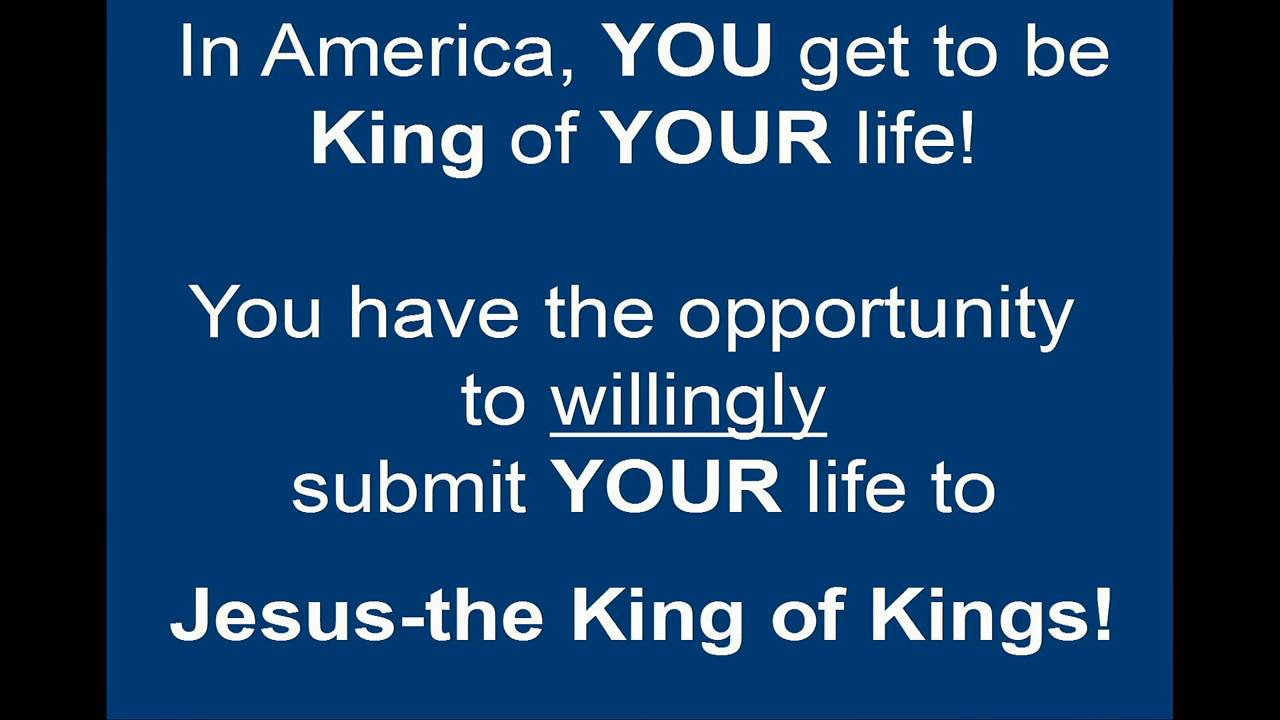 In America, YOU get to be
King of YOUR life!
You have the opportunity
to willingly
submit YOUR life to
Jesus-the King of Kings!